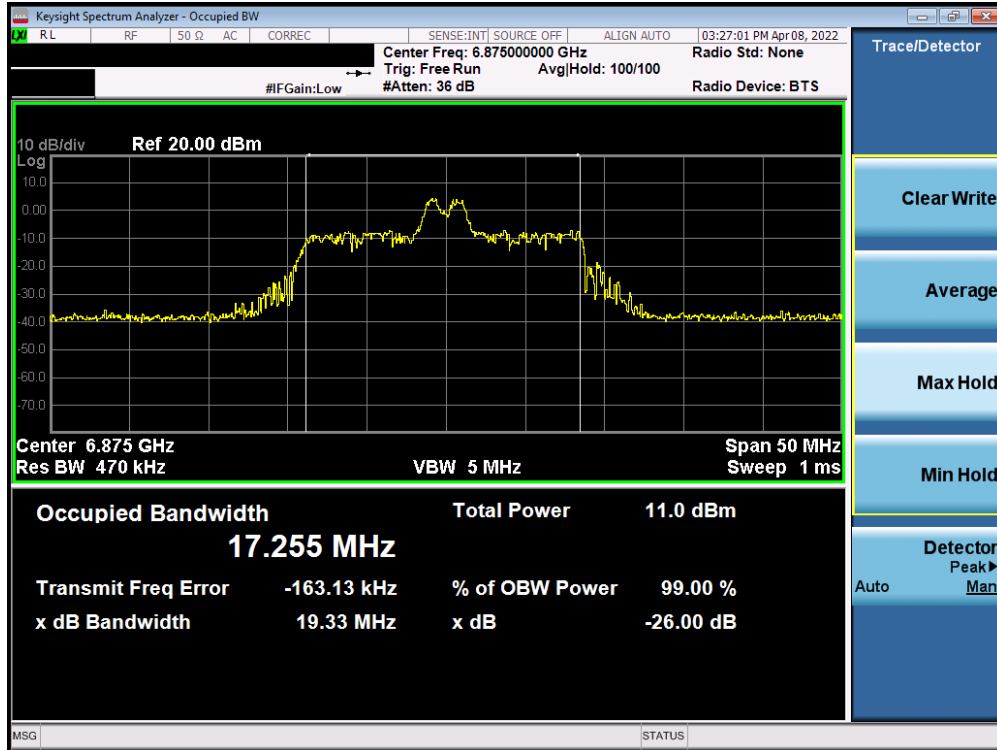 Keysight Spectrum Analyzer - Occupied BW
LXI RL RF 50 Ω AC CORREC SENSE:INT SOURCE OFF ALIGN AUTO 03:27:01 PM Apr 08, 2022
Center Freq: 6.875000000 GHz Radio Std: None
Trig: Free Run Avg|Hold: 100/100
#IFGain:Low #Atten: 36 dB Radio Device: BTS
10 dB/div Ref 20.00 dBm
Log
10.0
0.00
-10.0
-20.0
-30.0
-40.0
-50.0
-60.0
-70.0
Center 6.875 GHz Span 50 MHz
Res BW 470 kHz VBW 5 MHz Sweep 1 ms
Occupied Bandwidth Total Power 11.0 dBm
17.255 MHz
Transmit Freq Error -163.13 kHz % of OBW Power 99.00 %
x dB Bandwidth 19.33 MHz x dB -26.00 dB
MSG STATUS
Trace/Detector
Clear Write
Average
Max Hold
Min Hold
Detector
Peak▶
Auto Man